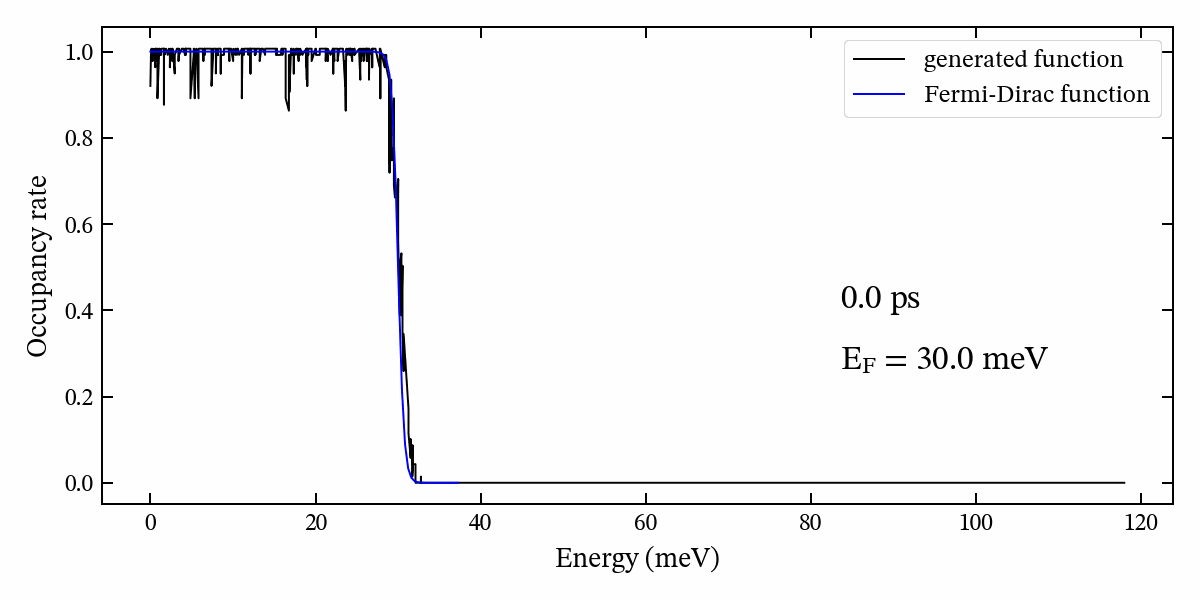 generated function
Fermi-Dirac function
1.0
0.8
0.6
0.4
0.2
0.0
Occupancy rate
0.0 ps
E_F = 30.0 meV
0 20 40 60 80 100 120
Energy (meV)